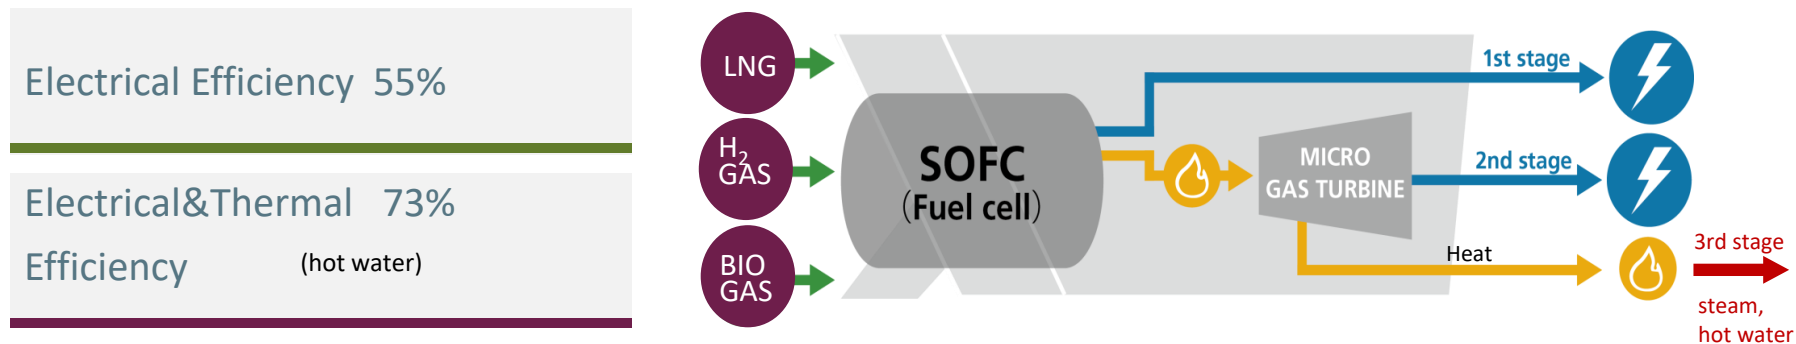 Electrical Efficiency 55%
Electrical&Thermal 73%
Efficiency (hot water)
LNG
H₂
GAS
BIO
GAS
SOFC
(Fuel cell)
MICRO
GAS TURBINE
1st stage
2nd stage
Heat
3rd stage
steam,
hot water